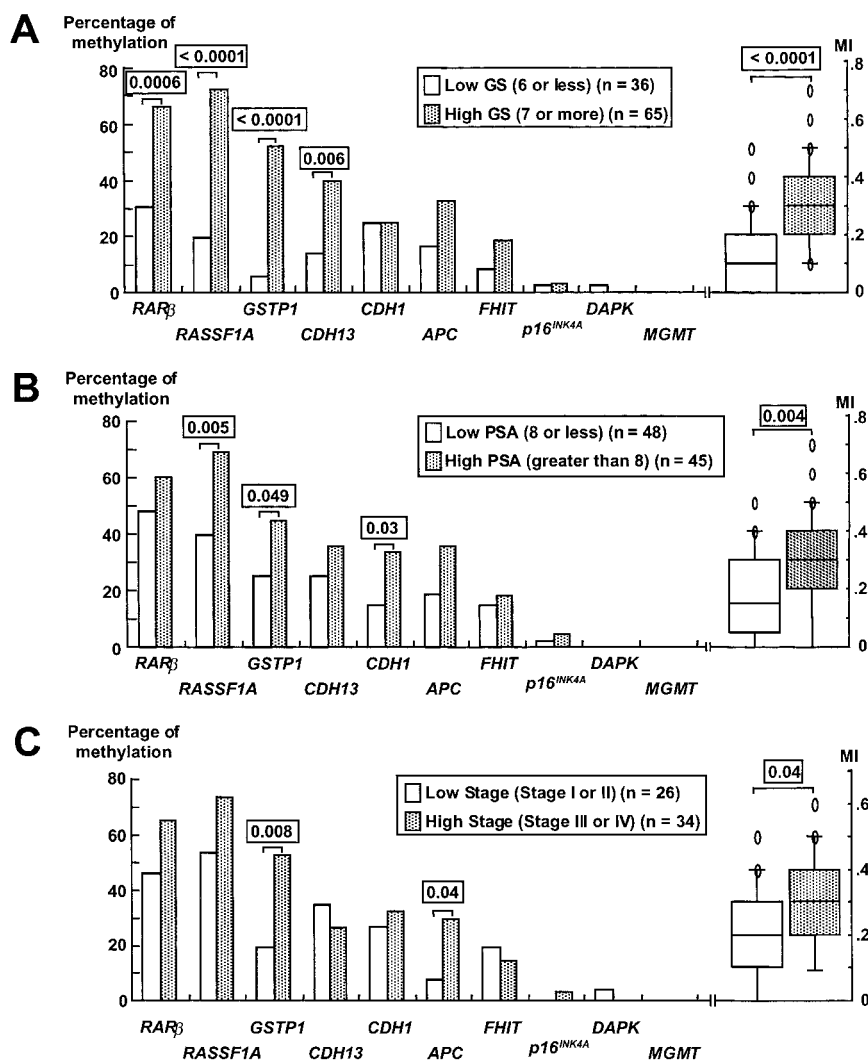 A
Percentage of
methylation
MI
80
60
40
20
0
0.0006
< 0.0001
< 0.0001
0.006
Low GS (6 or less) (n = 36)
High GS (7 or more) (n = 65)
< 0.0001
.8
.6
.4
.2
0
RARβ
GSTP1
CDH1
FHIT
DAPK
RASSF1A
CDH13
APC
p16INK4A
MGMT
B
Percentage of
methylation
MI
80
60
40
20
0
0.005
0.049
0.03
Low PSA (8 or less) (n = 48)
High PSA (greater than 8) (n = 45)
0.004
.8
.6
.4
.2
0
RARβ
GSTP1
CDH1
FHIT
DAPK
RASSF1A
CDH13
APC
p16INK4A
MGMT
C
Percentage of
methylation
MI
80
60
40
20
0
0.008
0.04
Low Stage (Stage I or II) (n = 26)
High Stage (Stage III or IV) (n = 34)
0.04
.6
.4
.2
0
RARβ
GSTP1
CDH1
FHIT
DAPK
RASSF1A
CDH13
APC
p16INK4A
MGMT